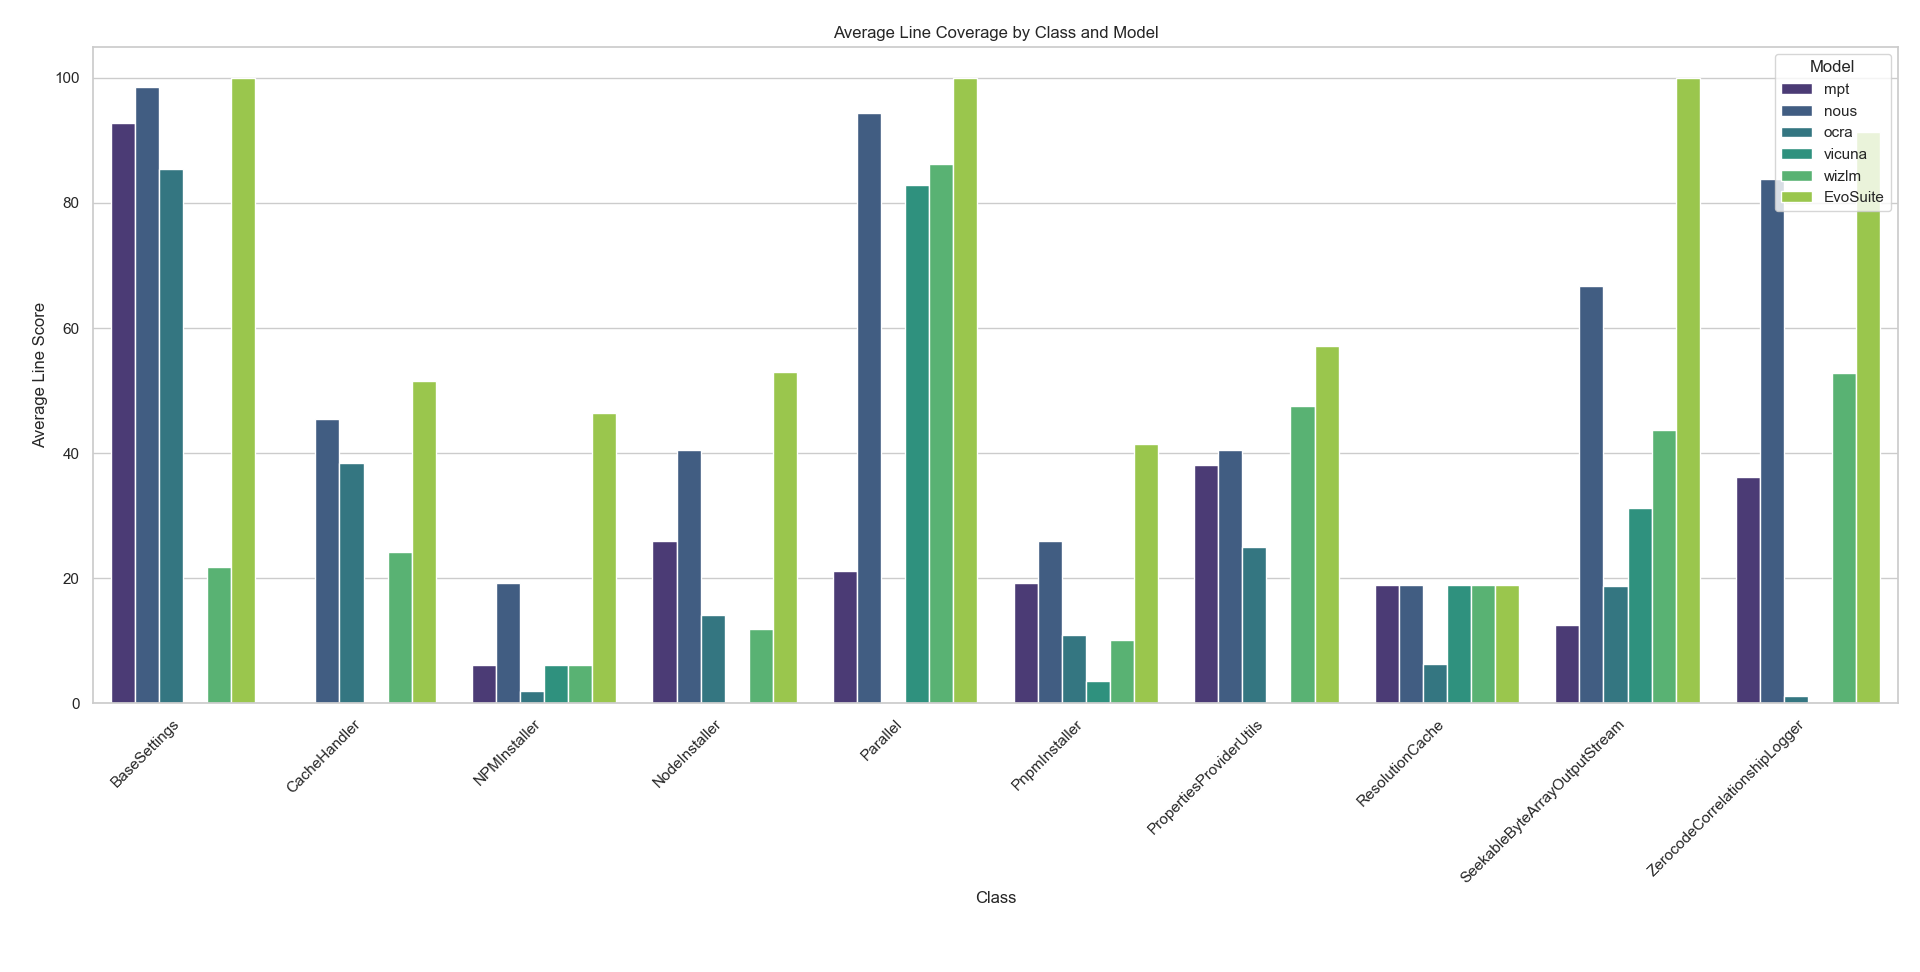 Average Line Coverage by Class and Model
Average Line Score
100
80
60
40
20
0
Model
mpt
nous
ocra
vicuna
wizlm
EvoSuite
BaseSettings
CacheHandler
NPMInstaller
NodeInstaller
Parallel
PnpmInstaller
PropertiesProviderUtils
ResolutionCache
SeekableByteArrayOutputStream
ZerocodeCorrelationshipLogger
Class